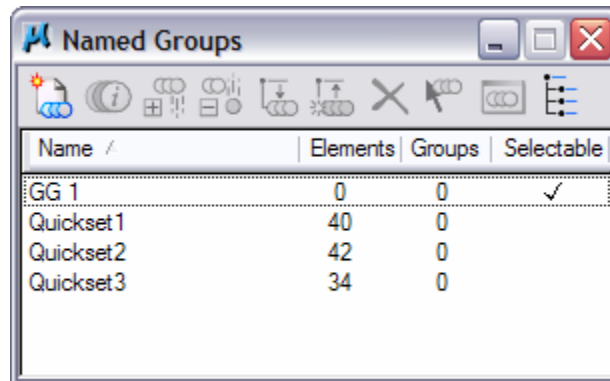 Named Groups
Name Elements Groups Selectable
GG 1 0 0 ✓
Quickset1 40 0
Quickset2 42 0
Quickset3 34 0